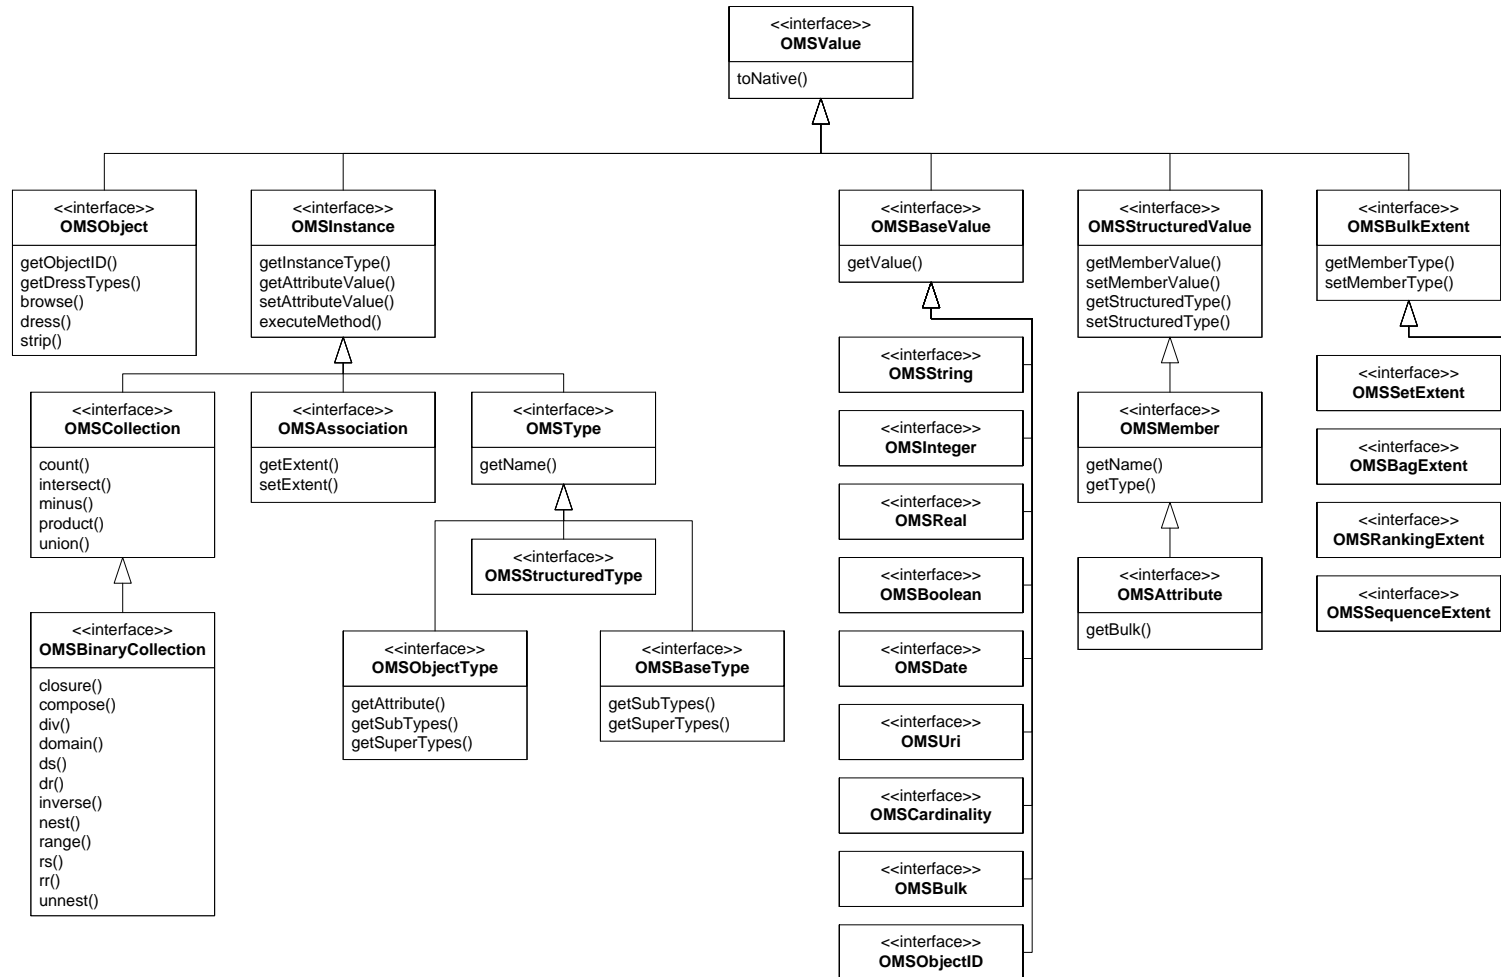 <<interface>>
OMSValue
toNative()
<<interface>>
OMSObject
getObjectID()
getDressTypes()
browse()
dress()
strip()
<<interface>>
OMSInstance
getInstanceType()
getAttributeValue()
setAttributeValue()
executeMethod()
<<interface>>
OMSBaseValue
getValue()
<<interface>>
OMSStructuredValue
getMemberValue()
setMemberValue()
getStructuredType()
setStructuredType()
<<interface>>
OMSBulkExtent
getMemberType()
setMemberType()
<<interface>>
OMSCollection
count()
intersect()
minus()
product()
union()
<<interface>>
OMSAssociation
getExtent()
setExtent()
<<interface>>
OMSType
getName()
<<interface>>
OMSStructuredType
<<interface>>
OMSBinaryCollection
closure()
compose()
div()
domain()
ds()
dr()
inverse()
nest()
range()
rs()
rr()
unnest()
<<interface>>
OMSObjectType
getAttribute()
getSubTypes()
getSuperTypes()
<<interface>>
OMSBaseType
getSubTypes()
getSuperTypes()
<<interface>>
OMSString
<<interface>>
OMSInteger
<<interface>>
OMSReal
<<interface>>
OMSBoolean
<<interface>>
OMSDate
<<interface>>
OMSUri
<<interface>>
OMSCardinality
<<interface>>
OMSBulk
<<interface>>
OMSObjectID
<<interface>>
OMSMember
getName()
getType()
<<interface>>
OMSAttribute
getBulk()
<<interface>>
OMSSetExtent
<<interface>>
OMSBagExtent
<<interface>>
OMSRankingExtent
<<interface>>
OMSSequenceExtent